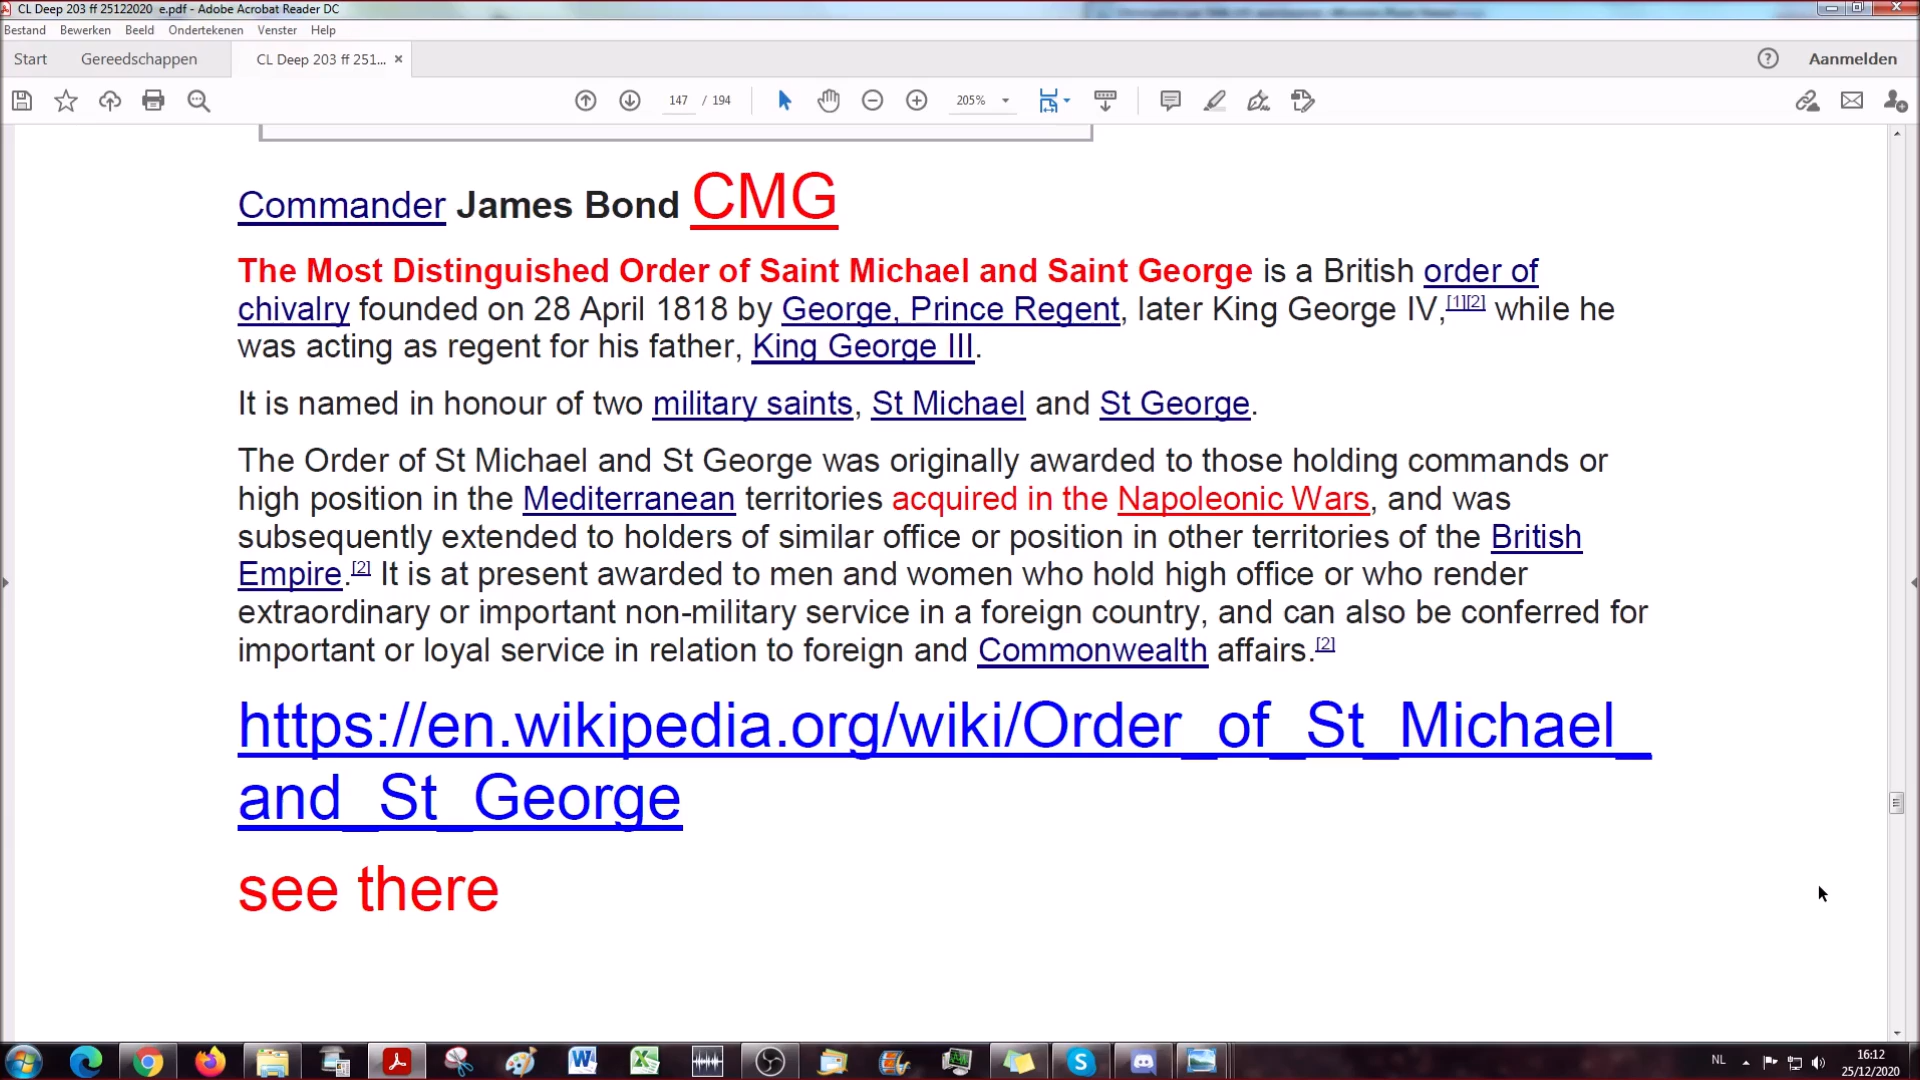 CL Deep 203 ff 25122020 e.pdf - Adobe Acrobat Reader DC
Bestand Bewerken Beeld Ondertekenen Venster Help
Start Gereedschappen CL Deep 203 ff 251... × Aanmelden
147 / 194 205%
Commander James Bond CMG
The Most Distinguished Order of Saint Michael and Saint George is a British order of
chivalry founded on 28 April 1818 by George, Prince Regent, later King George IV,[1][2] while he
was acting as regent for his father, King George III.
It is named in honour of two military saints, St Michael and St George.
The Order of St Michael and St George was originally awarded to those holding commands or
high position in the Mediterranean territories acquired in the Napoleonic Wars, and was
subsequently extended to holders of similar office or position in other territories of the British
Empire.[2] It is at present awarded to men and women who hold high office or who render
extraordinary or important non-military service in a foreign country, and can also be conferred for
important or loyal service in relation to foreign and Commonwealth affairs.[2]
https://en.wikipedia.org/wiki/Order_of_St_Michael_
and_St_George
see there
NL 16:12
25/12/2020